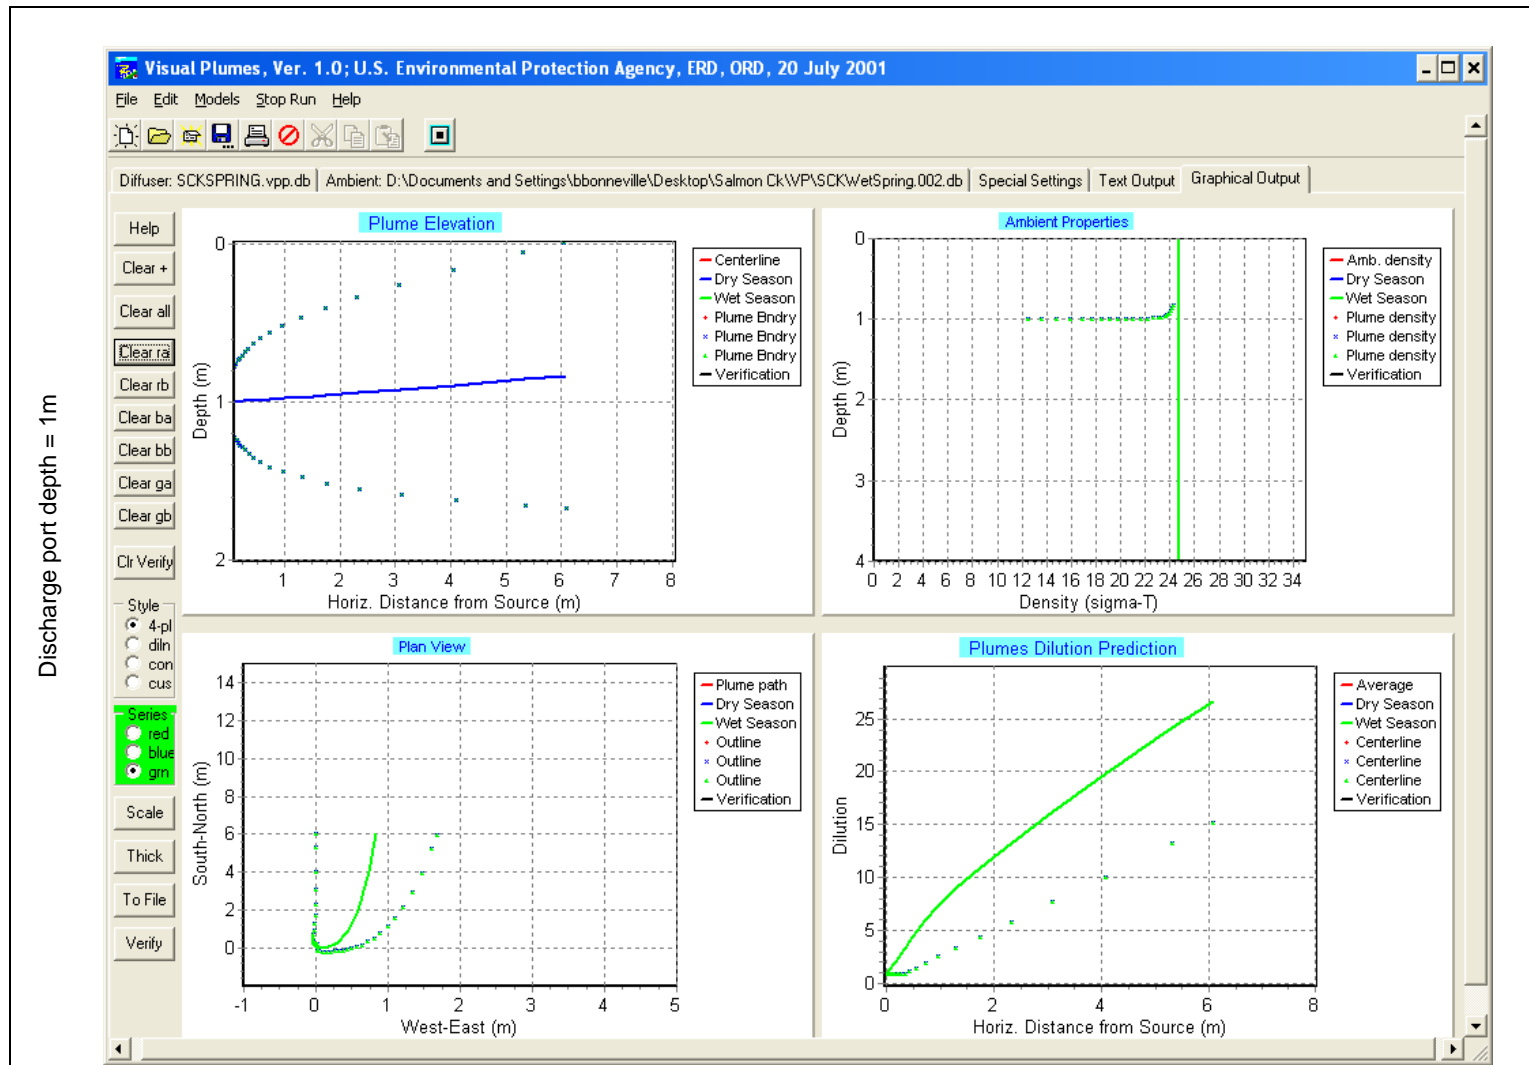 Discharge port depth = 1m
Visual Plumes, Ver. 1.0; U.S. Environmental Protection Agency, ERD, ORD, 20 July 2001
File Edit Models Stop Run Help
Diffuser: SCKSPRING.vpp.db Ambient: D:\Documents and Settings\bbonneville\Desktop\Salmon Ck\VP\SCKWetSpring.002.db Special Settings Text Output Graphical Output
Help
Clear +
Clear all
Clear ra
Clear rb
Clear ba
Clear bb
Clear ga
Clear gb
Clr Verify
Style
4-pl
diln
con
cus
Series
red
blue
grn
Scale
Thick
To File
Verify
Plume Elevation
0
1
2
Depth (m)
1 2 3 4 5 6 7 8
Horiz. Distance from Source (m)
Centerline
Dry Season
Wet Season
Plume Bndry
Plume Bndry
Plume Bndry
Verification
Ambient Properties
0
1
2
3
4
Depth (m)
0 2 4 6 8 10 12 14 16 18 20 22 24 26 28 30 32 34
Density (sigma-T)
Amb. density
Dry Season
Wet Season
Plume density
Plume density
Plume density
Verification
Plan View
14
12
10
8
6
4
2
0
South-North (m)
-1 0 1 2 3 4 5
West-East (m)
Plume path
Dry Season
Wet Season
Outline
Outline
Outline
Verification
Plumes Dilution Prediction
25
20
15
10
5
0
Dilution
0 2 4 6 8
Horiz. Distance from Source (m)
Average
Dry Season
Wet Season
Centerline
Centerline
Centerline
Verification